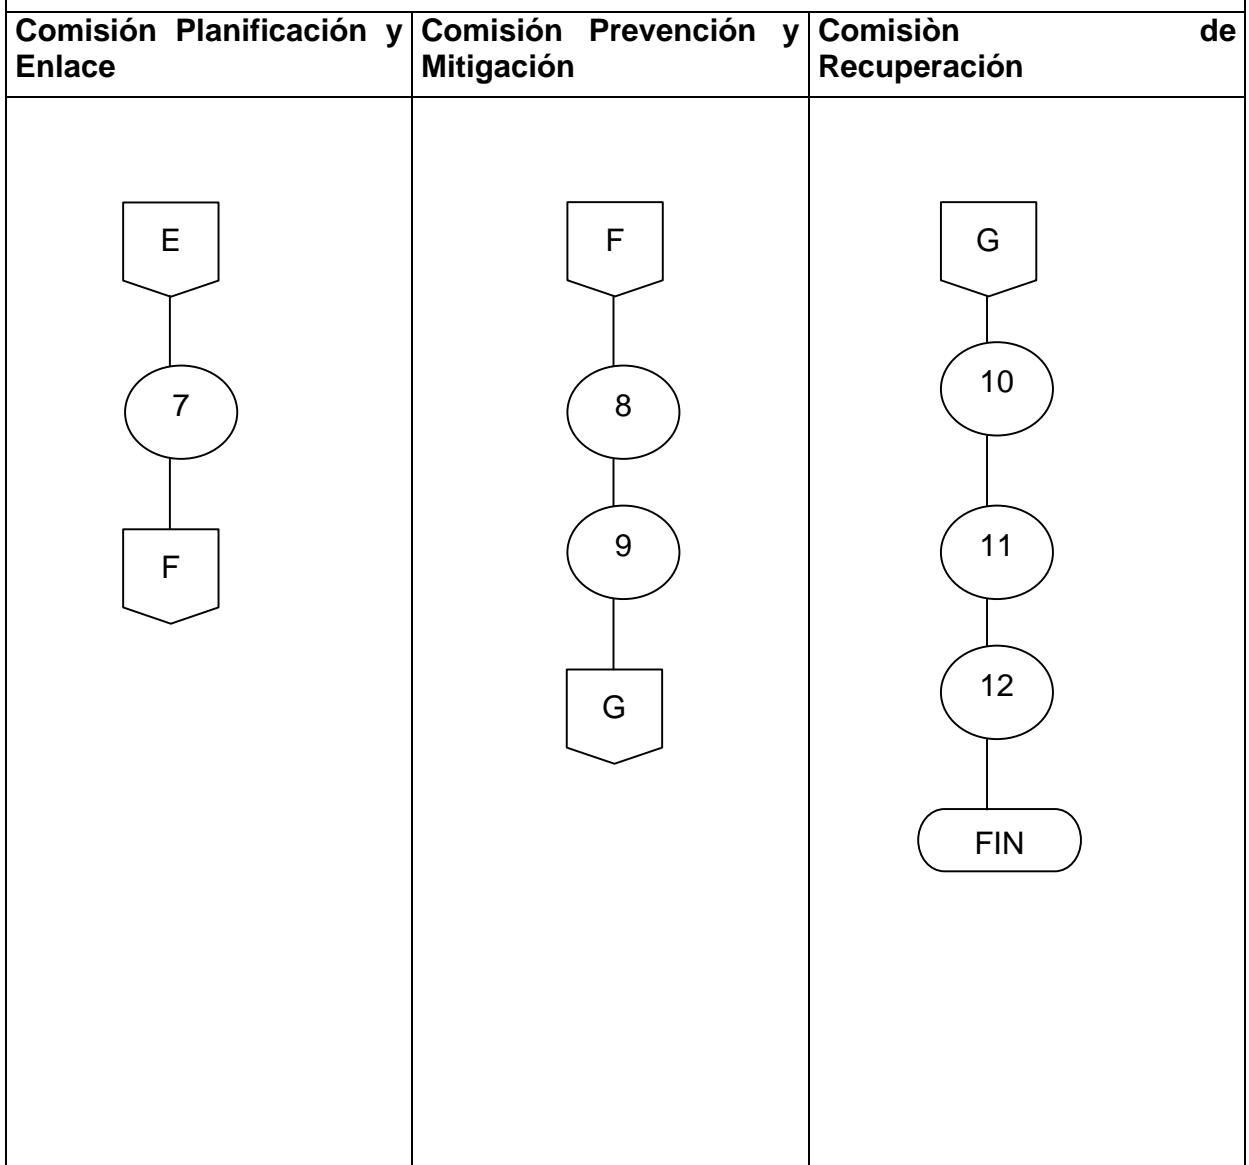 Comisión Planificación y
Enlace
Comisión Prevención y
Mitigación
Comisiòn de
Recuperación
E
7
F
F
8
9
G
G
10
11
12
FIN